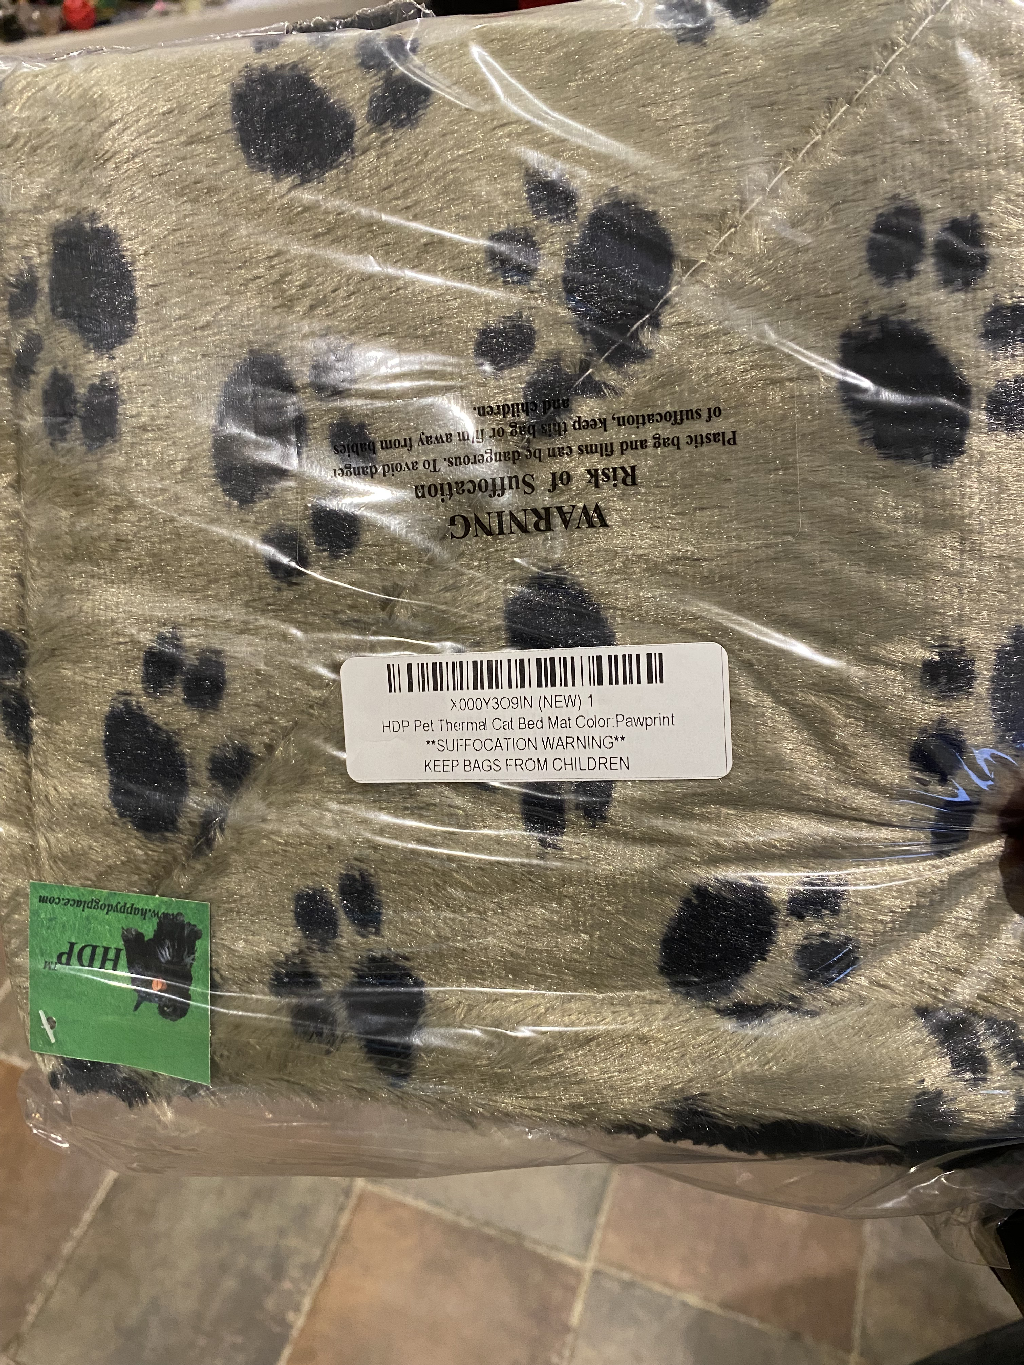 WARNING
Risk of Suffocation
Plastic bag and films can be dangerous. To avoid danger
of suffocation, keep this bag or film away from babies
and children.
X000Y3O9IN (NEW) 1
HDP Pet Thermal Cat Bed Mat Color:Pawprint
**SUFFOCATION WARNING**
KEEP BAGS FROM CHILDREN
HDP™
www.happydogplace.com